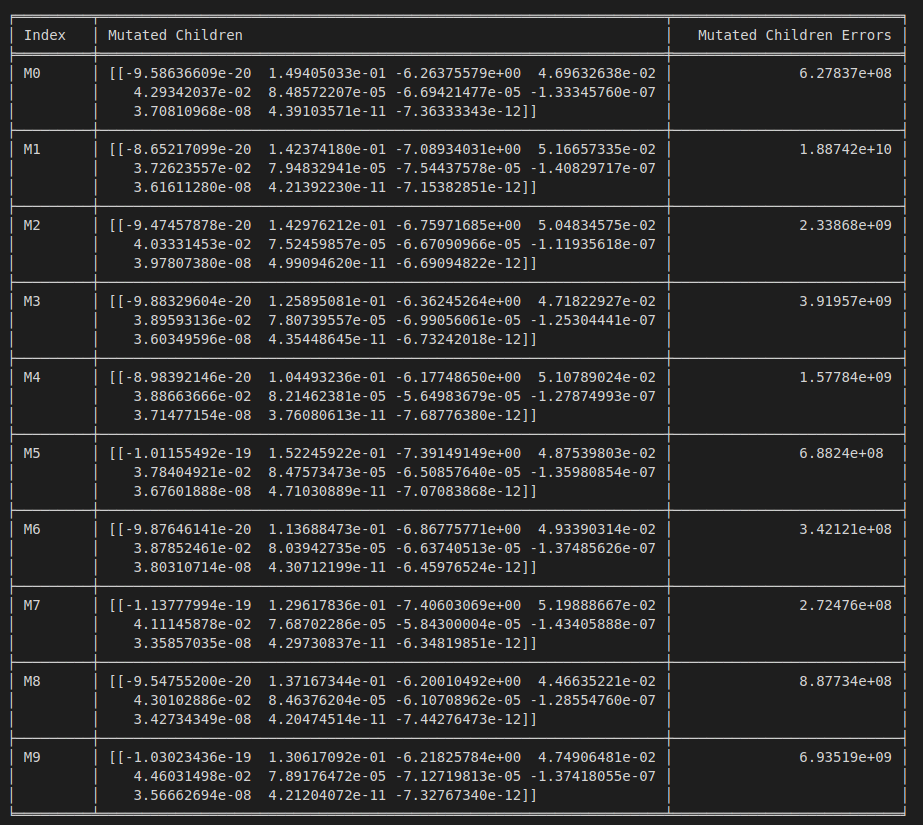 Index Mutated Children Mutated Children Errors
M0 [[-9.58636609e-20 1.49405033e-01 -6.26375579e+00 4.69632638e-02 6.27837e+08
4.29342037e-02 8.48572207e-05 -6.69421477e-05 -1.33345760e-07
3.70810968e-08 4.39103571e-11 -7.36333343e-12]]
M1 [[-8.65217099e-20 1.42374180e-01 -7.08934031e+00 5.16657335e-02 1.88742e+10
3.72623557e-02 7.94832941e-05 -7.54437578e-05 -1.40829717e-07
3.61611280e-08 4.21392230e-11 -7.15382851e-12]]
M2 [[-9.47457878e-20 1.42976212e-01 -6.75971685e+00 5.04834575e-02 2.33868e+09
4.03331453e-02 7.52459857e-05 -6.67090966e-05 -1.11935618e-07
3.97807380e-08 4.99094620e-11 -6.69094822e-12]]
M3 [[-9.88329604e-20 1.25895081e-01 -6.36245264e+00 4.71822927e-02 3.91957e+09
3.89593136e-02 7.80739557e-05 -6.99056061e-05 -1.25304441e-07
3.60349596e-08 4.35448645e-11 -6.73242018e-12]]
M4 [[-8.98392146e-20 1.04493236e-01 -6.17748650e+00 5.10789024e-02 1.57784e+09
3.88663666e-02 8.21462381e-05 -5.64983679e-05 -1.27874993e-07
3.71477154e-08 3.76080613e-11 -7.68776380e-12]]
M5 [[-1.01155492e-19 1.52245922e-01 -7.39149149e+00 4.87539803e-02 6.8824e+08
3.78404921e-02 8.47573473e-05 -6.50857640e-05 -1.35980854e-07
3.67601888e-08 4.71030889e-11 -7.07083868e-12]]
M6 [[-9.87646141e-20 1.13688473e-01 -6.86775771e+00 4.93390314e-02 3.42121e+08
3.87852461e-02 8.03942735e-05 -6.63740513e-05 -1.37485626e-07
3.80310714e-08 4.30712199e-11 -6.45976524e-12]]
M7 [[-1.13777994e-19 1.29617836e-01 -7.40603069e+00 5.19888667e-02 2.72476e+08
4.11145878e-02 7.68702286e-05 -5.84300004e-05 -1.43405888e-07
3.35857035e-08 4.29730837e-11 -6.34819851e-12]]
M8 [[-9.54755200e-20 1.37167344e-01 -6.20010492e+00 4.46635221e-02 8.87734e+08
4.30102886e-02 8.46376204e-05 -6.10708962e-05 -1.28554760e-07
3.42734349e-08 4.20474514e-11 -7.44276473e-12]]
M9 [[-1.03023436e-19 1.30617092e-01 -6.21825784e+00 4.74906481e-02 6.93519e+09
4.46031498e-02 7.89176472e-05 -7.12719813e-05 -1.37418055e-07
3.56662694e-08 4.21204072e-11 -7.32767340e-12]]